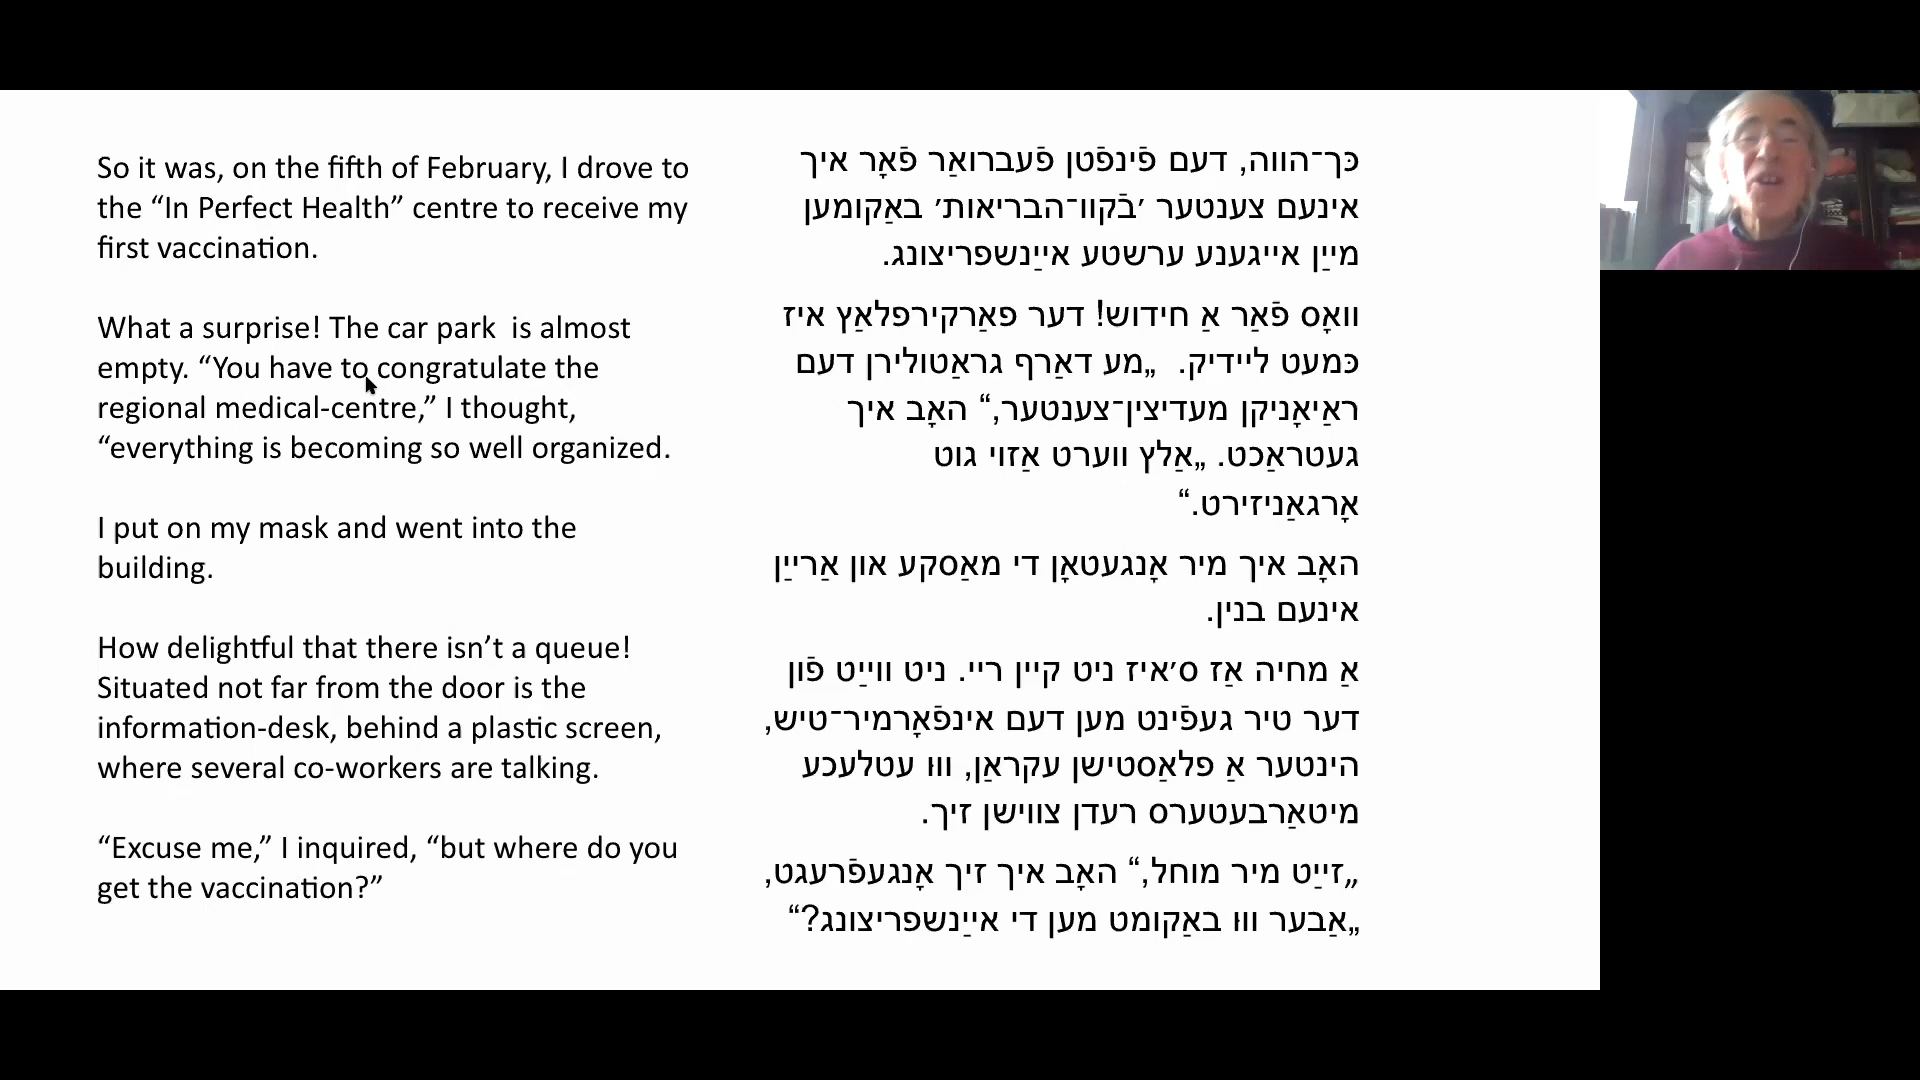 So it was, on the fifth of February, I drove to
the “In Perfect Health” centre to receive my
first vaccination.
What a surprise! The car park  is almost
empty. “You have to congratulate the
regional medical-centre,” I thought,
“everything is becoming so well organized.
I put on my mask and went into the
building.
How delightful that there isn’t a queue!
Situated not far from the door is the
information-desk, behind a plastic screen,
where several co-workers are talking.
“Excuse me,” I inquired, “but where do you
get the vaccination?”
כּך־הווה, דעם פֿינפֿטן פֿעברואַר פֿאָר איך
אינעם צענטער ׳בֿקוו־הבריאות׳ באַקומען
מײַן אייגענע ערשטע אײַנשפּריצונג.
וואָס פֿאַר אַ חידוש! דער פּאַרקירפּלאַץ איז
כּמעט ליידיק.  „מע דאַרף גראַטולירן דעם
ראַיאָניקן מעדיצין־צענטער,“ האָב איך
געטראַכט. „אַלץ ווערט אַזוי גוט
אָרגאַניזירט.“
האָב איך מיר אָנגעטאָן די מאַסקע און אַרײַן
אינעם בנין.
אַ מחיה אַז ס׳איז ניט קיין ריי. ניט ווײַט פֿון
דער טיר געפֿינט מען דעם אינפֿאָרמיר־טיש,
הינטער אַ פּלאַסטישן עקראַן, וווּ עטלעכע
מיטאַרבעטערס רעדן צווישן זיך.
„זײַט מיר מוחל,“ האָב איך זיך אָנגעפֿרעגט,
„אַבער וווּ באַקומט מען די אײַנשפּריצונג?“